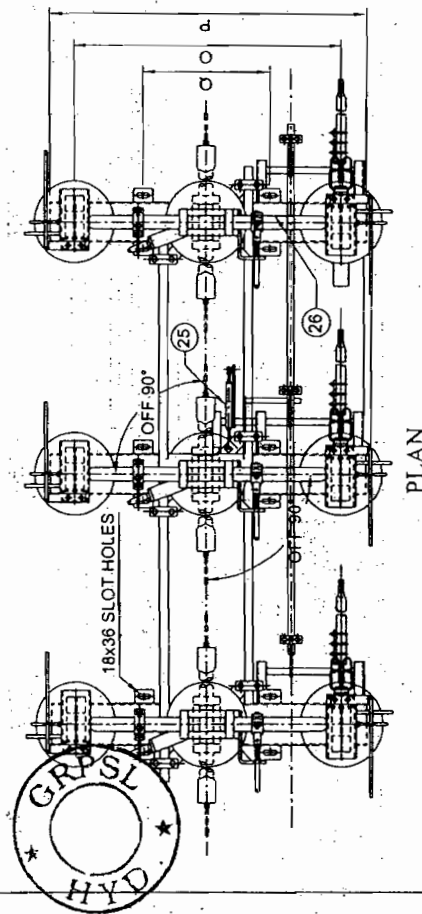 d
O
O
25
26
OFF 90°
OFF 90°
18x36 SLOT HOLES
PLAN
GRPSL
HYD